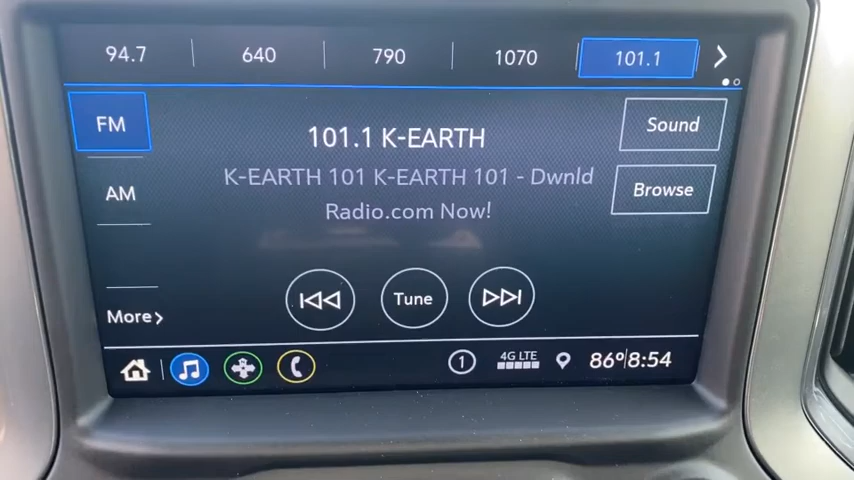 94.7 640 790 1070 101.1
FM 101.1 K-EARTH Sound
K-EARTH 101 K-EARTH 101 - Dwnld
Radio.com Now!
AM Browse
Tune
More
1 4G LTE 86° 8:54